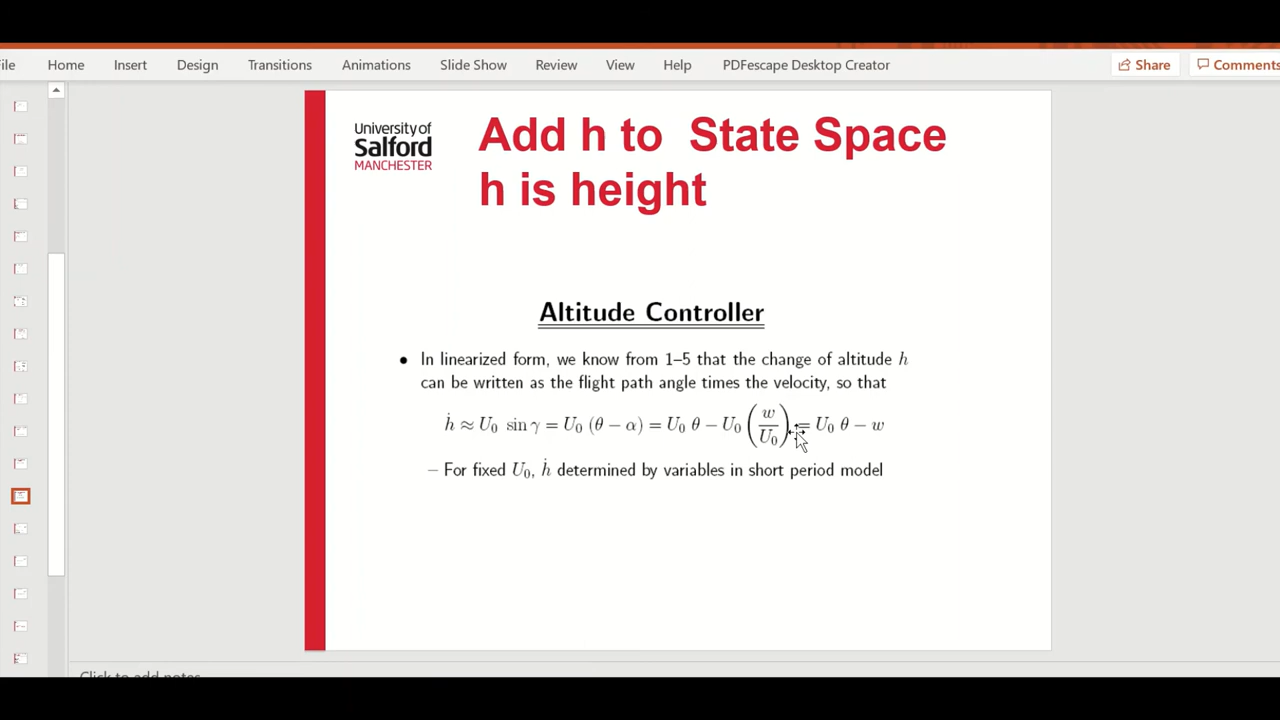 File Home Insert Design Transitions Animations Slide Show Review View Help PDFescape Desktop Creator Share Comments
University of
Salford
MANCHESTER
Add h to State Space
h is height
Altitude Controller
• In linearized form, we know from 1–5 that the change of altitude h
can be written as the flight path angle times the velocity, so that
ḣ ≈ U₀ sin γ = U₀ (θ − α) = U₀ θ − U₀ (w/U₀) = U₀ θ − w
– For fixed U₀, ḣ determined by variables in short period model
Click to add notes